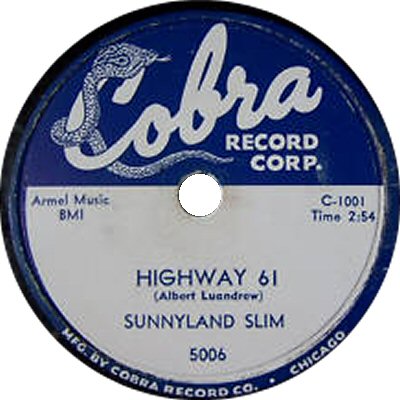 Cobra
RECORD
CORP.
Armel Music
BMI
C-1001
Time 2:54
HIGHWAY 61
(Albert Luandrew)
SUNNYLAND SLIM
5006
MFG. BY COBRA RECORD CO. • CHICAGO